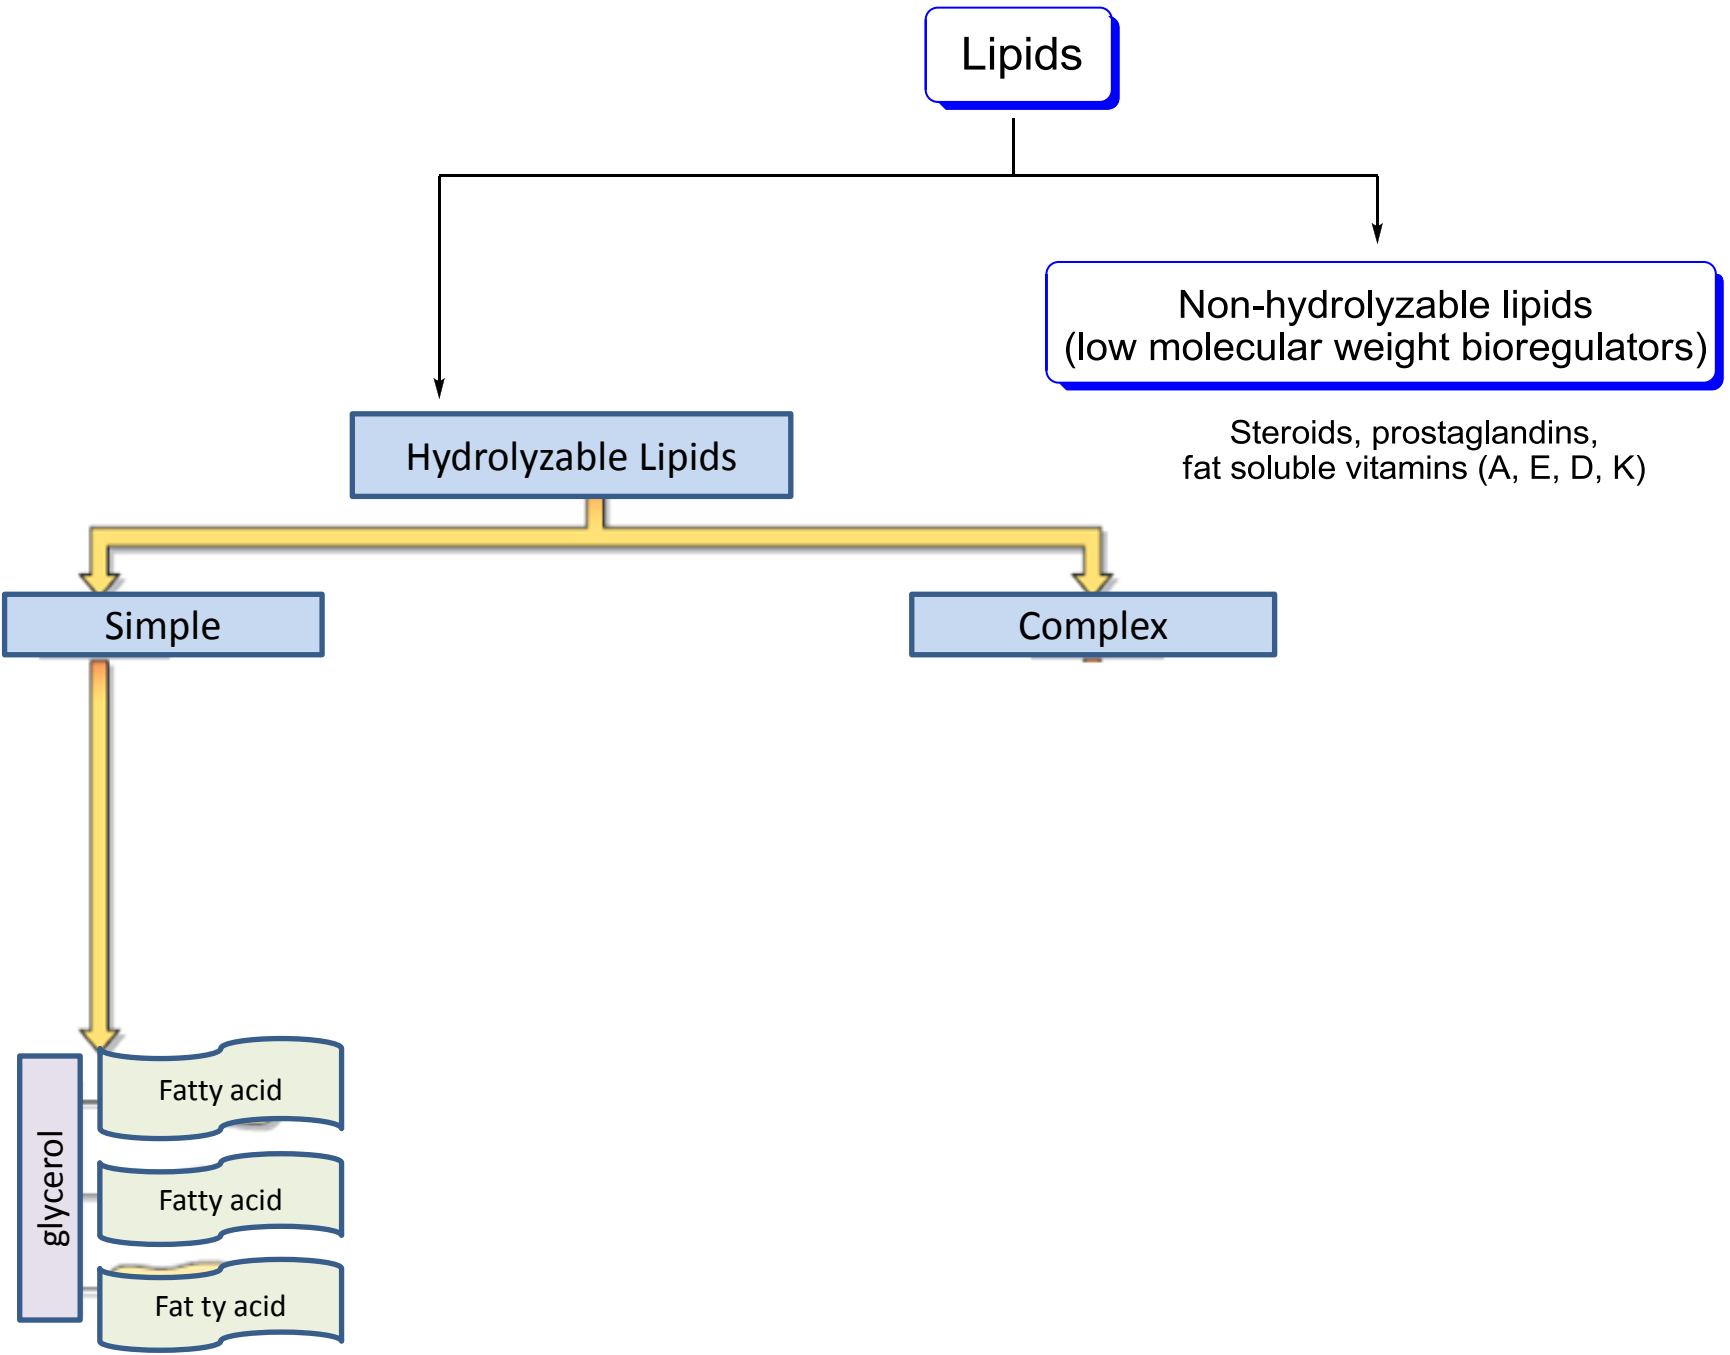 Lipids
Non-hydrolyzable lipids
(low molecular weight bioregulators)
Steroids, prostaglandins,
fat soluble vitamins (A, E, D, K)
Hydrolyzable Lipids
Simple
Complex
glycerol
Fatty acid
Fatty acid
Fat ty acid